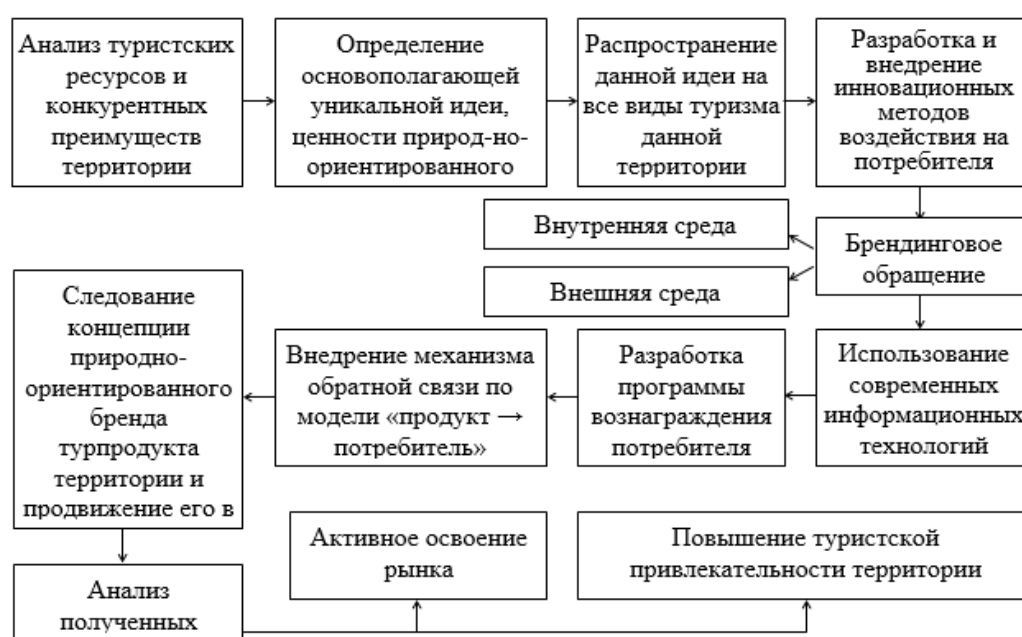 Анализ туристских
ресурсов и
конкурентных
преимуществ
территории
Определение
основополагающей
уникальной идеи,
ценности природ-но-
ориентированного
Распространение
данной идеи на
все виды туризма
данной
территории
Разработка и
внедрение
инновационных
методов
воздействия на
потребителя
Брендинговое
обращение
Внутренняя среда
Внешняя среда
Использование
современных
информационных
технологий
Разработка
программы
вознаграждения
потребителя
Внедрение механизма
обратной связи по
модели «продукт →
потребитель»
Следование
концепции
природно-
ориентированного
бренда
турпродукта
территории и
продвижение его в
Анализ
полученных
Активное освоение
рынка
Повышение туристской
привлекательности территории